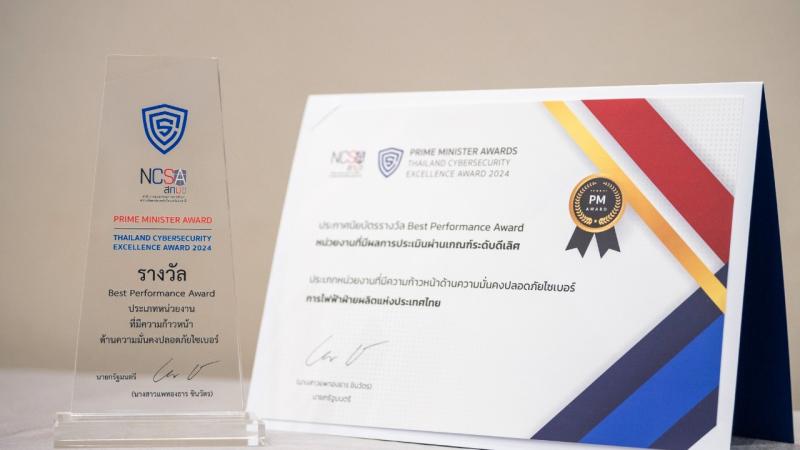 NCSA
สกมช
PRIME MINISTER AWARD
THAILAND CYBERSECURITY
EXCELLENCE AWARD 2024
รางวัล
Best Performance Award
ประเภทหน่วยงาน
ที่มีความก้าวหน้า
ด้านความมั่นคงปลอดภัยไซเบอร์
นายกรัฐมนตรี
(นางสาวแพทองธาร ชินวัตร)
NCSA
สกมช
PRIME MINISTER AWARDS
THAILAND CYBERSECURITY
EXCELLENCE AWARD 2024
PM
AWARD
ประกาศนียบัตรรางวัล Best Performance Award
หน่วยงานที่มีผลการประเมินผ่านเกณฑ์ระดับดีเลิศ
ประเภทหน่วยงานที่มีความก้าวหน้าด้านความมั่นคงปลอดภัยไซเบอร์
การไฟฟ้าฝ่ายผลิตแห่งประเทศไทย
(นางสาวแพทองธาร ชินวัตร)
นายกรัฐมนตรี